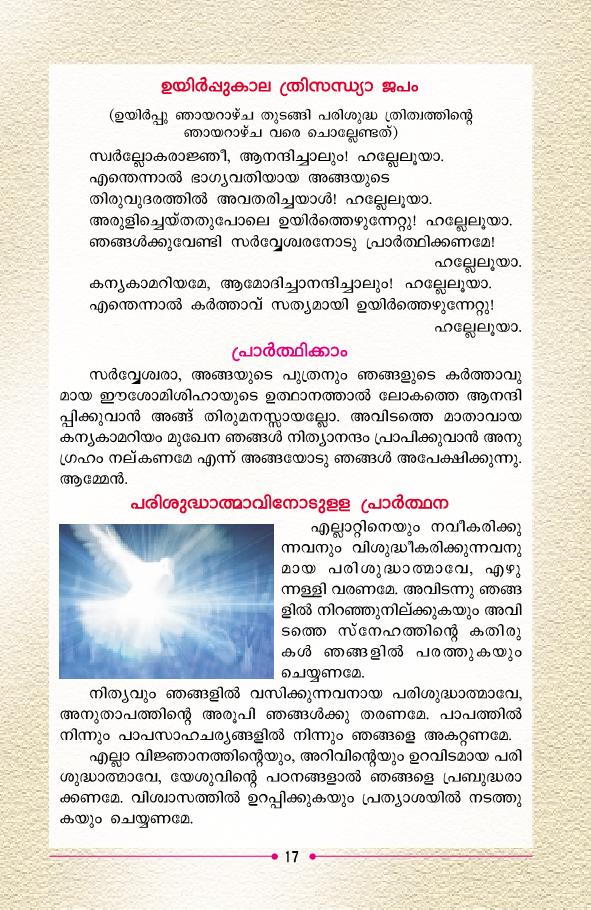 ഉയിർപ്പുകാല ത്രിസന്ധ്യാ ജപം
(ഉയിർപ്പു ഞായറാഴ്ച തുടങ്ങി പരിശുദ്ധ ത്രിത്വത്തിന്റെ
ഞായറാഴ്ച വരെ ചൊല്ലേണ്ടത്)
സ്വർല്ലോകരാജ്ഞീ, ആനന്ദിച്ചാലും! ഹല്ലേലൂയാ.
എന്തെന്നാൽ ഭാഗ്യവതിയായ അങ്ങയുടെ
തിരുവുദരത്തിൽ അവതരിച്ചയാൾ! ഹല്ലേലൂയാ.
അരുളിച്ചെയ്തതുപോലെ ഉയിർത്തെഴുന്നേറ്റു! ഹല്ലേലൂയാ.
ഞങ്ങൾക്കുവേണ്ടി സർവ്വേശ്വരനോടു പ്രാർത്ഥിക്കണമേ!
ഹല്ലേലൂയാ.
കന്യകാമറിയമേ, ആമോദിച്ചാനന്ദിച്ചാലും! ഹല്ലേലൂയാ.
എന്തെന്നാൽ കർത്താവ് സത്യമായി ഉയിർത്തെഴുന്നേറ്റു!
ഹല്ലേലൂയാ.
പ്രാർത്ഥിക്കാം
സർവ്വേശ്വരാ, അങ്ങയുടെ പുത്രനും ഞങ്ങളുടെ കർത്താവു
മായ ഈശോമിശിഹായുടെ ഉത്ഥാനത്താൽ ലോകത്തെ ആനന്ദി
പ്പിക്കുവാൻ അങ്ങ് തിരുമനസ്സായല്ലോ. അവിടത്തെ മാതാവായ
കന്യകാമറിയം മുഖേന ഞങ്ങൾ നിത്യാനന്ദം പ്രാപിക്കുവാൻ അനു
ഗ്രഹം നല്കണമേ എന്ന് അങ്ങയോടു ഞങ്ങൾ അപേക്ഷിക്കുന്നു.
ആമ്മേൻ.
പരിശുദ്ധാത്മാവിനോടുളള പ്രാർത്ഥന
എല്ലാറ്റിനെയും നവീകരിക്കു
ന്നവനും വിശുദ്ധീകരിക്കുന്നവനു
മായ പരിശുദ്ധാത്മാവേ, എഴു
ന്നള്ളി വരണമേ. അവിടന്നു ഞങ്ങ
ളിൽ നിറഞ്ഞുനില്ക്കുകയും അവി
ടത്തെ സ്നേഹത്തിന്റെ കതിരു
കൾ ഞങ്ങളിൽ പരത്തുകയും
ചെയ്യണമേ.
നിത്യവും ഞങ്ങളിൽ വസിക്കുന്നവനായ പരിശുദ്ധാത്മാവേ,
അനുതാപത്തിന്റെ അരൂപി ഞങ്ങൾക്കു തരണമേ. പാപത്തിൽ
നിന്നും പാപസാഹചര്യങ്ങളിൽ നിന്നും ഞങ്ങളെ അകറ്റണമേ.
എല്ലാ വിജ്ഞാനത്തിന്റെയും, അറിവിന്റെയും ഉറവിടമായ പരി
ശുദ്ധാത്മാവേ, യേശുവിന്റെ പഠനങ്ങളാൽ ഞങ്ങളെ പ്രബുദ്ധരാ
ക്കണമേ. വിശ്വാസത്തിൽ ഉറപ്പിക്കുകയും പ്രത്യാശയിൽ നടത്തു
കയും ചെയ്യണമേ.
17